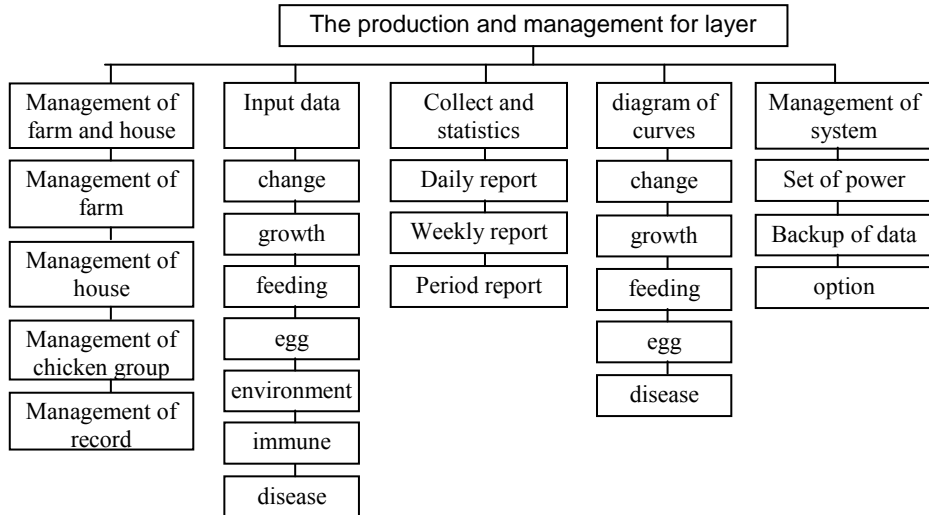 The production and management for layer
Management of
farm and house
Management of
farm
Management of
house
Management of
chicken group
Management of
record
Input data
change
growth
feeding
egg
environment
immune
disease
Collect and
statistics
Daily report
Weekly report
Period report
diagram of
curves
change
growth
feeding
egg
disease
Management of
system
Set of power
Backup of data
option